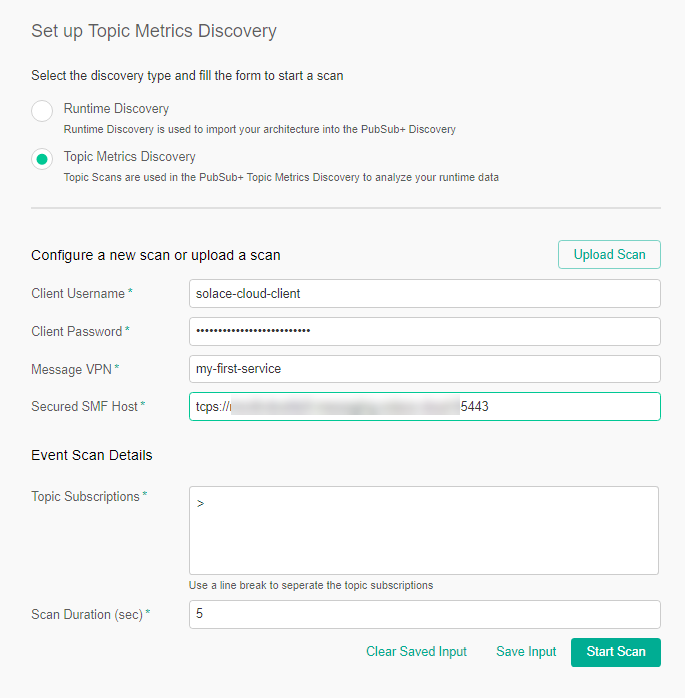 Set up Topic Metrics Discovery
Select the discovery type and fill the form to start a scan
Runtime Discovery
Runtime Discovery is used to import your architecture into the PubSub+ Discovery
Topic Metrics Discovery
Topic Scans are used in the PubSub+ Topic Metrics Discovery to analyze your runtime data
Configure a new scan or upload a scan
Upload Scan
Client Username * solace-cloud-client
Client Password * ••••••••••••••••••••••••••
Message VPN * my-first-service
Secured SMF Host * tcps:// 5443
Event Scan Details
Topic Subscriptions * >
Use a line break to seperate the topic subscriptions
Scan Duration (sec) * 5
Clear Saved Input Save Input Start Scan